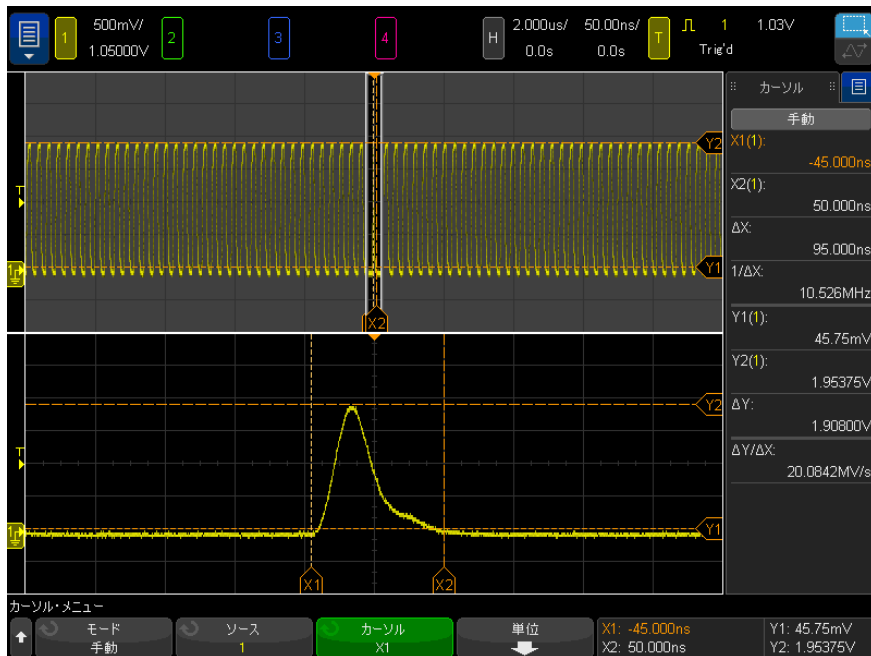 1 500mV/ 1.05000V
2
3
4
H 2.000us/ 0.0s 50.00ns/ 0.0s
T 1 1.03V
Trig'd
カーソル
手動
X1(1):
-45.000ns
X2(1):
50.000ns
ΔX:
95.000ns
1/ΔX:
10.526MHz
Y1(1):
45.75mV
Y2(1):
1.95375V
ΔY:
1.90800V
ΔY/ΔX:
20.0842MV/s
Y2
T
1
Y1
X2
Y2
T
1
Y1
X1
X2
カーソル・メニュー
モード
手動
ソース
1
カーソル
X1
単位
X1: -45.000ns
X2: 50.000ns
Y1: 45.75mV
Y2: 1.95375V